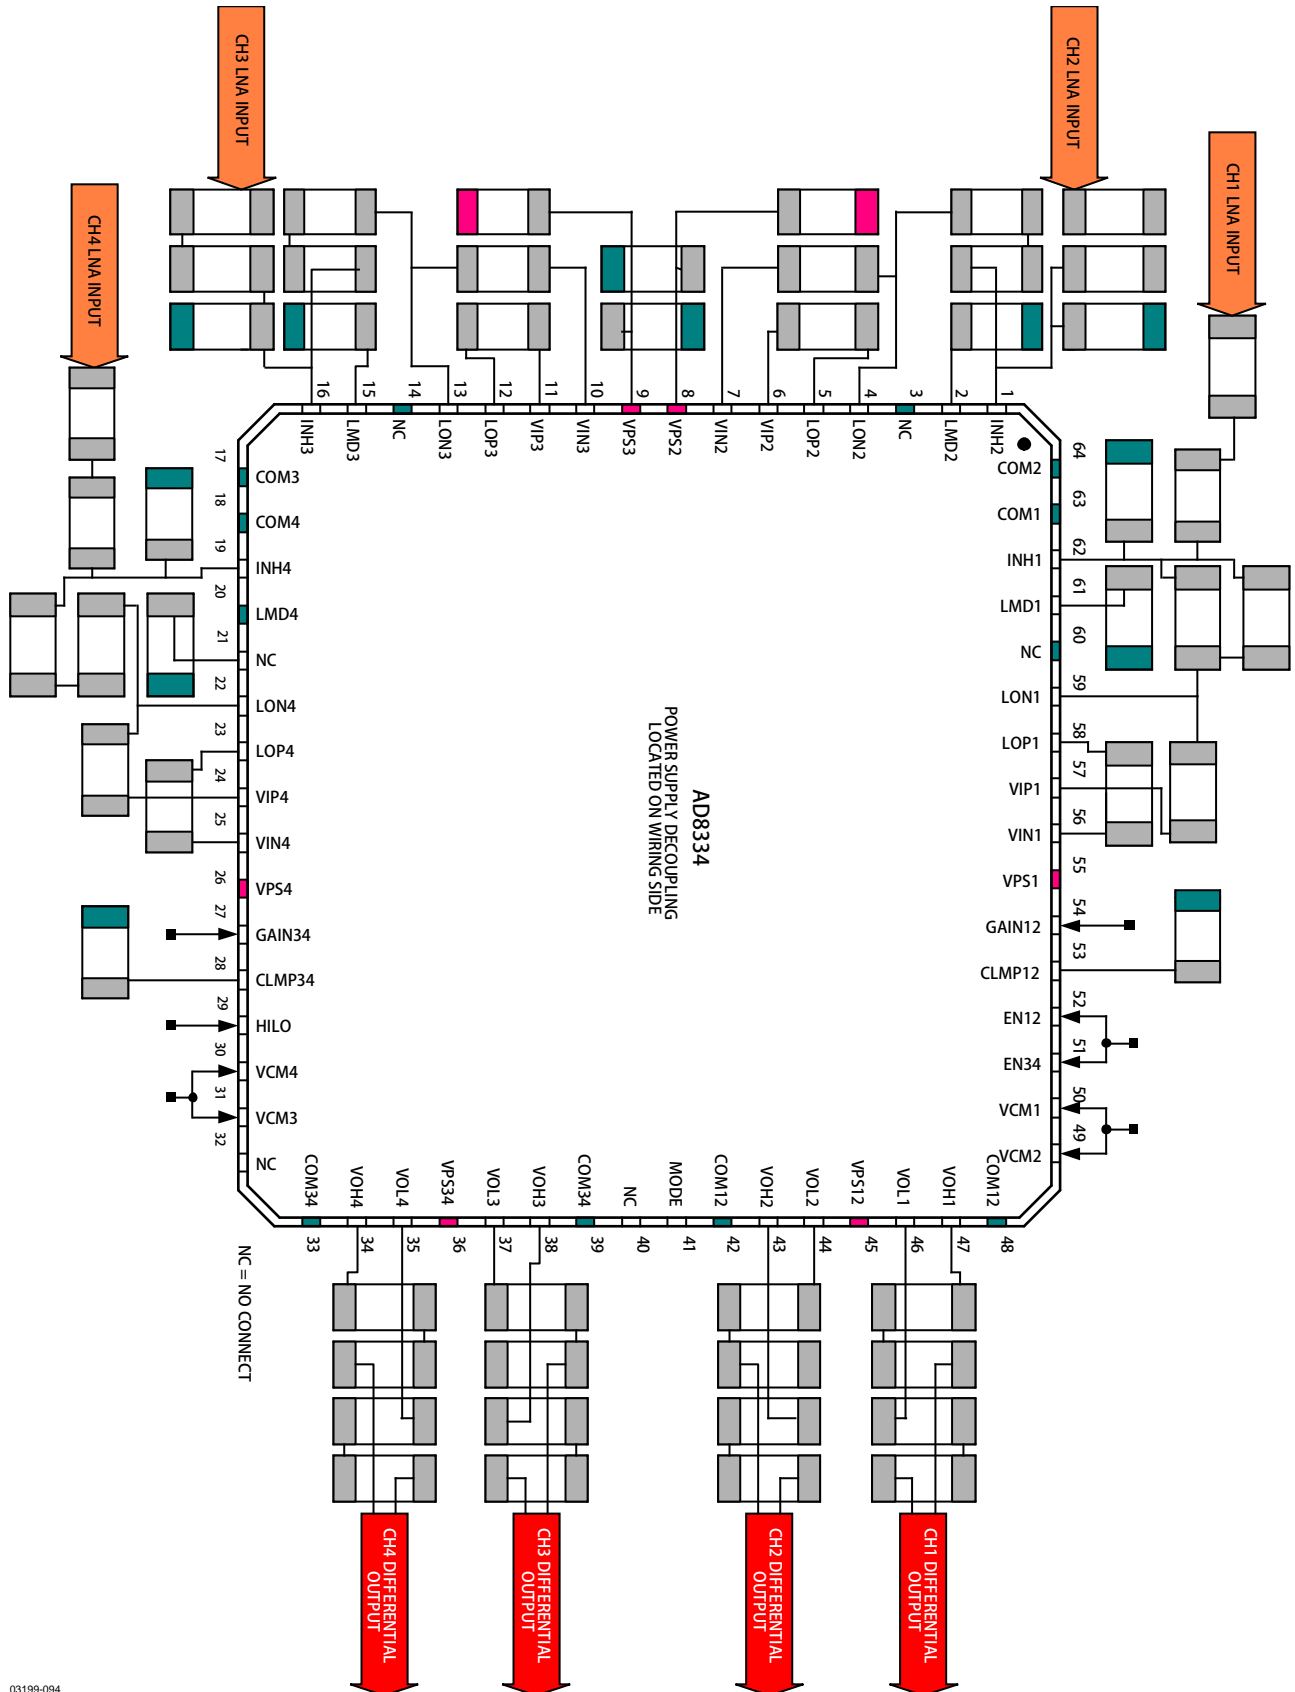 CH3 LNA INPUT
CH2 LNA INPUT
CH1 LNA INPUT
CH4 LNA INPUT
16
15
14
13
12
11
10
9
8
7
6
5
4
3
2
1
INH3
LMD3
NC
LON3
LOP3
VIP3
VIN3
VPS3
VPS2
VIN2
VIP2
LOP2
LON2
NC
LMD2
INH2
17
COM3
18
COM4
19
INH4
20
LMD4
21
NC
22
LON4
23
LOP4
24
VIP4
25
VIN4
26
VPS4
27
GAIN34
28
CLMP34
29
HILO
30
VCM4
31
VCM3
32
NC
64
COM2
63
COM1
62
INH1
61
LMD1
60
NC
59
LON1
58
LOP1
57
VIP1
56
VIN1
55
VPS1
54
GAIN12
53
CLMP12
52
EN12
51
EN34
50
VCM1
49
VCM2
AD8334
POWER SUPPLY DECOUPLING
LOCATED ON WIRING SIDE
COM34
VOH4
VOL4
VPS34
VOL3
VOH3
COM34
NC
MODE
COM12
VOH2
VOL2
VPS12
VOL1
VOH1
COM12
33
34
35
36
37
38
39
40
41
42
43
44
45
46
47
48
NC = NO CONNECT
CH4 DIFFERENTIAL
OUTPUT
CH3 DIFFERENTIAL
OUTPUT
CH2 DIFFERENTIAL
OUTPUT
CH1 DIFFERENTIAL
OUTPUT
03199-094